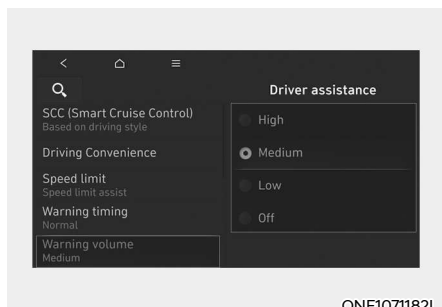 Driver assistance
SCC (Smart Cruise Control)
Based on driving style
Driving Convenience
Speed limit
Speed limit assist
Warning timing
Normal
Warning volume
Medium
High
Medium
Low
Off